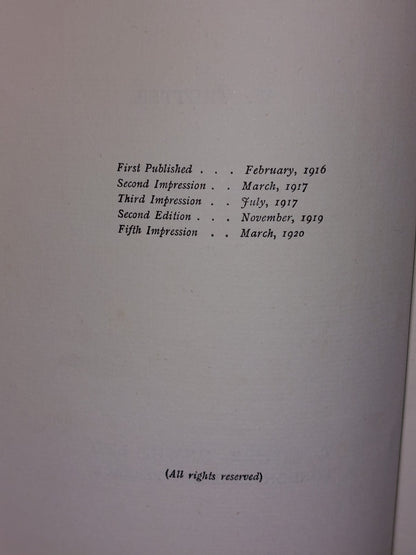 First Published . . . February, 1916
Second Impression . . March, 1917
Third Impression . . July, 1917
Second Edition . . . November, 1919
Fifth Impression . . March, 1920
(All rights reserved)